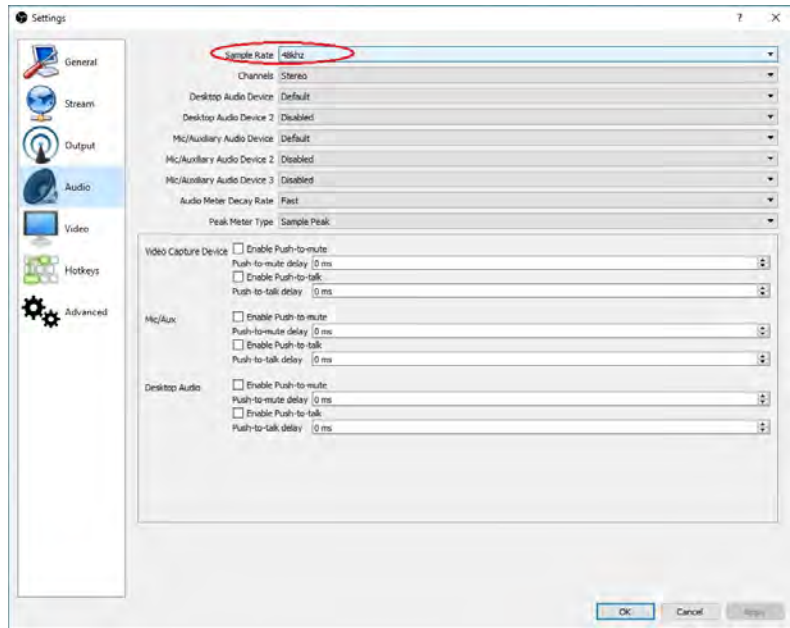 Settings
? X
General
Stream
Output
Audio
Video
Hotkeys
Advanced
Sample Rate 48khz
Channels Stereo
Desktop Audio Device Default
Desktop Audio Device 2 Disabled
Mic/Auxiliary Audio Device Default
Mic/Auxiliary Audio Device 2 Disabled
Mic/Auxiliary Audio Device 3 Disabled
Audio Meter Decay Rate Fast
Peak Meter Type Sample Peak
Video Capture Device Enable Push-to-mute
Push-to-mute delay 0 ms
Enable Push-to-talk
Push-to-talk delay 0 ms
Mic/Aux Enable Push-to-mute
Push-to-mute delay 0 ms
Enable Push-to-talk
Push-to-talk delay 0 ms
Desktop Audio Enable Push-to-mute
Push-to-mute delay 0 ms
Enable Push-to-talk
Push-to-talk delay 0 ms
OK Cancel Apply